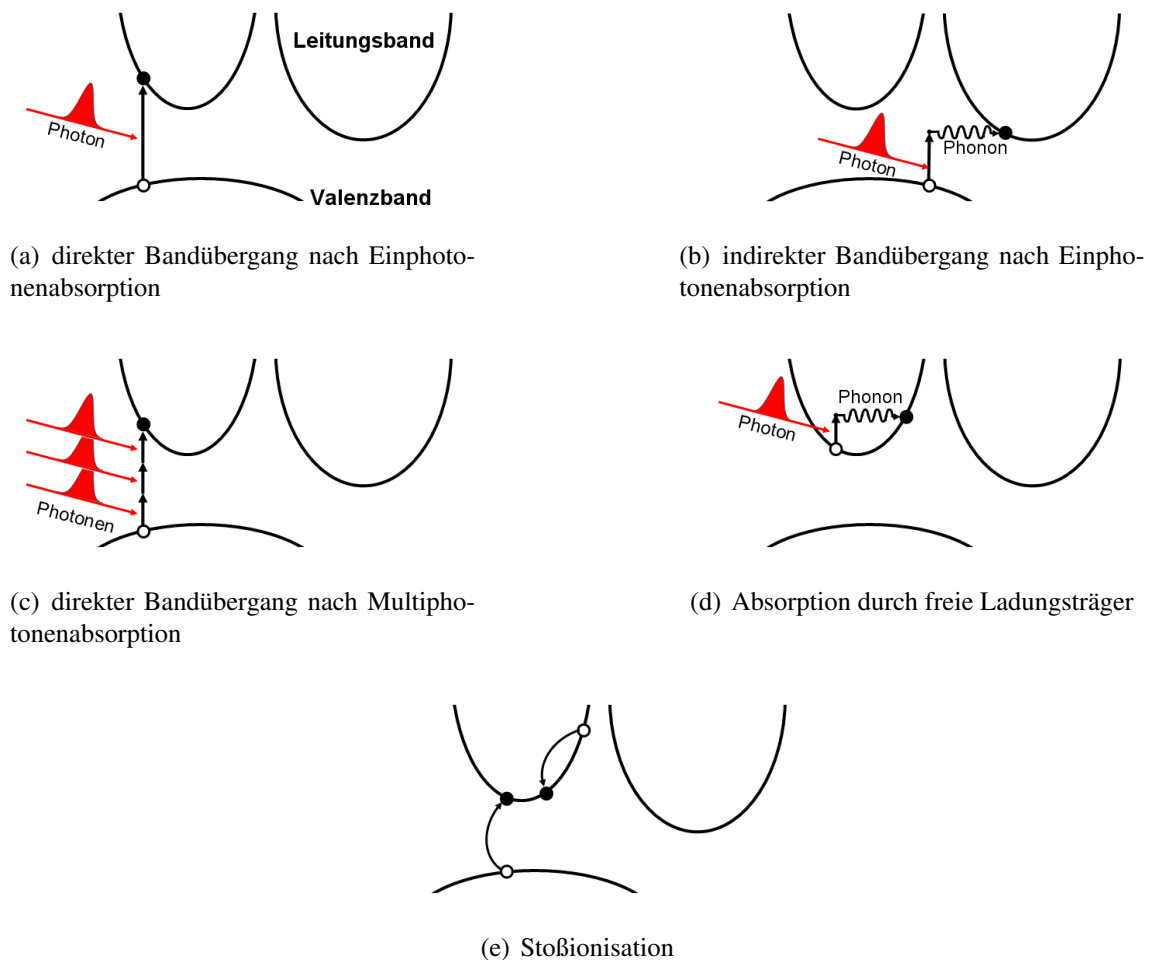 Leitungsband
Photon
Valenzband
Photon
Phonon
(a) direkter Bandübergang nach Einphoto-
nenabsorption
(b) indirekter Bandübergang nach Einpho-
tonenabsorption
Photonen
Phonon
Photon
(c) direkter Bandübergang nach Multipho-
tonenabsorption
(d) Absorption durch freie Ladungsträger
(e) Stoßionisation